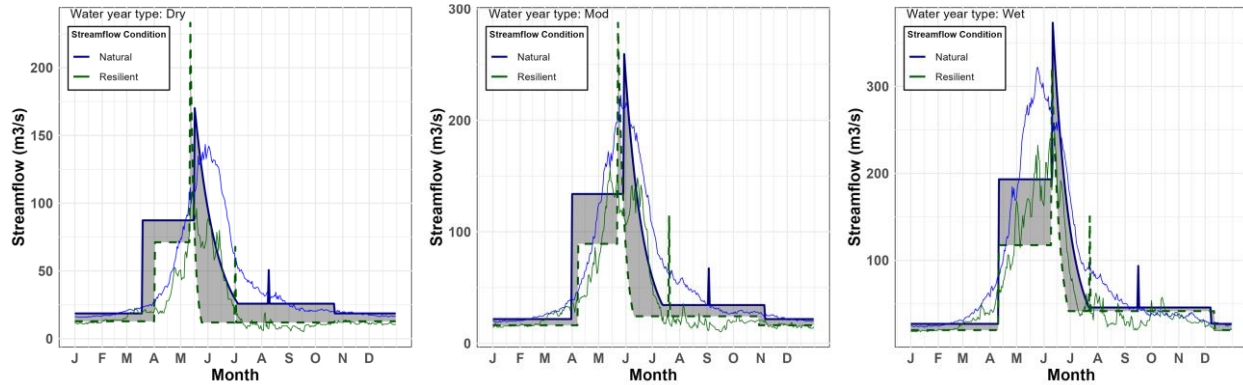 Water year type: Dry
Streamflow Condition
Natural
Resilient
Streamflow (m3/s)
200
150
100
50
0
J F M A M J J A S O N D
Month
Water year type: Mod
Streamflow Condition
Natural
Resilient
Streamflow (m3/s)
300
200
100
0
J F M A M J J A S O N D
Month
Water year type: Wet
Streamflow Condition
Natural
Resilient
Streamflow (m3/s)
300
200
100
J F M A M J J A S O N D
Month